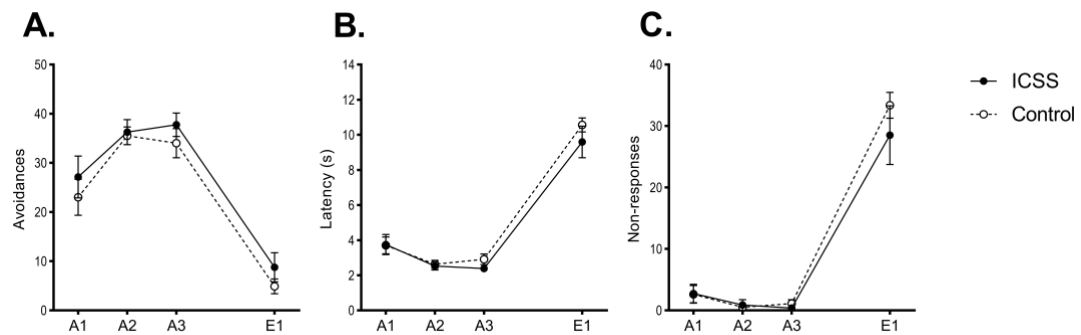 A.
B.
C.
50
40
30
20
10
0
Avoidances
A1 A2 A3 E1
14
12
10
8
6
4
2
0
Latency (s)
A1 A2 A3 E1
40
30
20
10
0
Non-responses
A1 A2 A3 E1
ICSS
Control